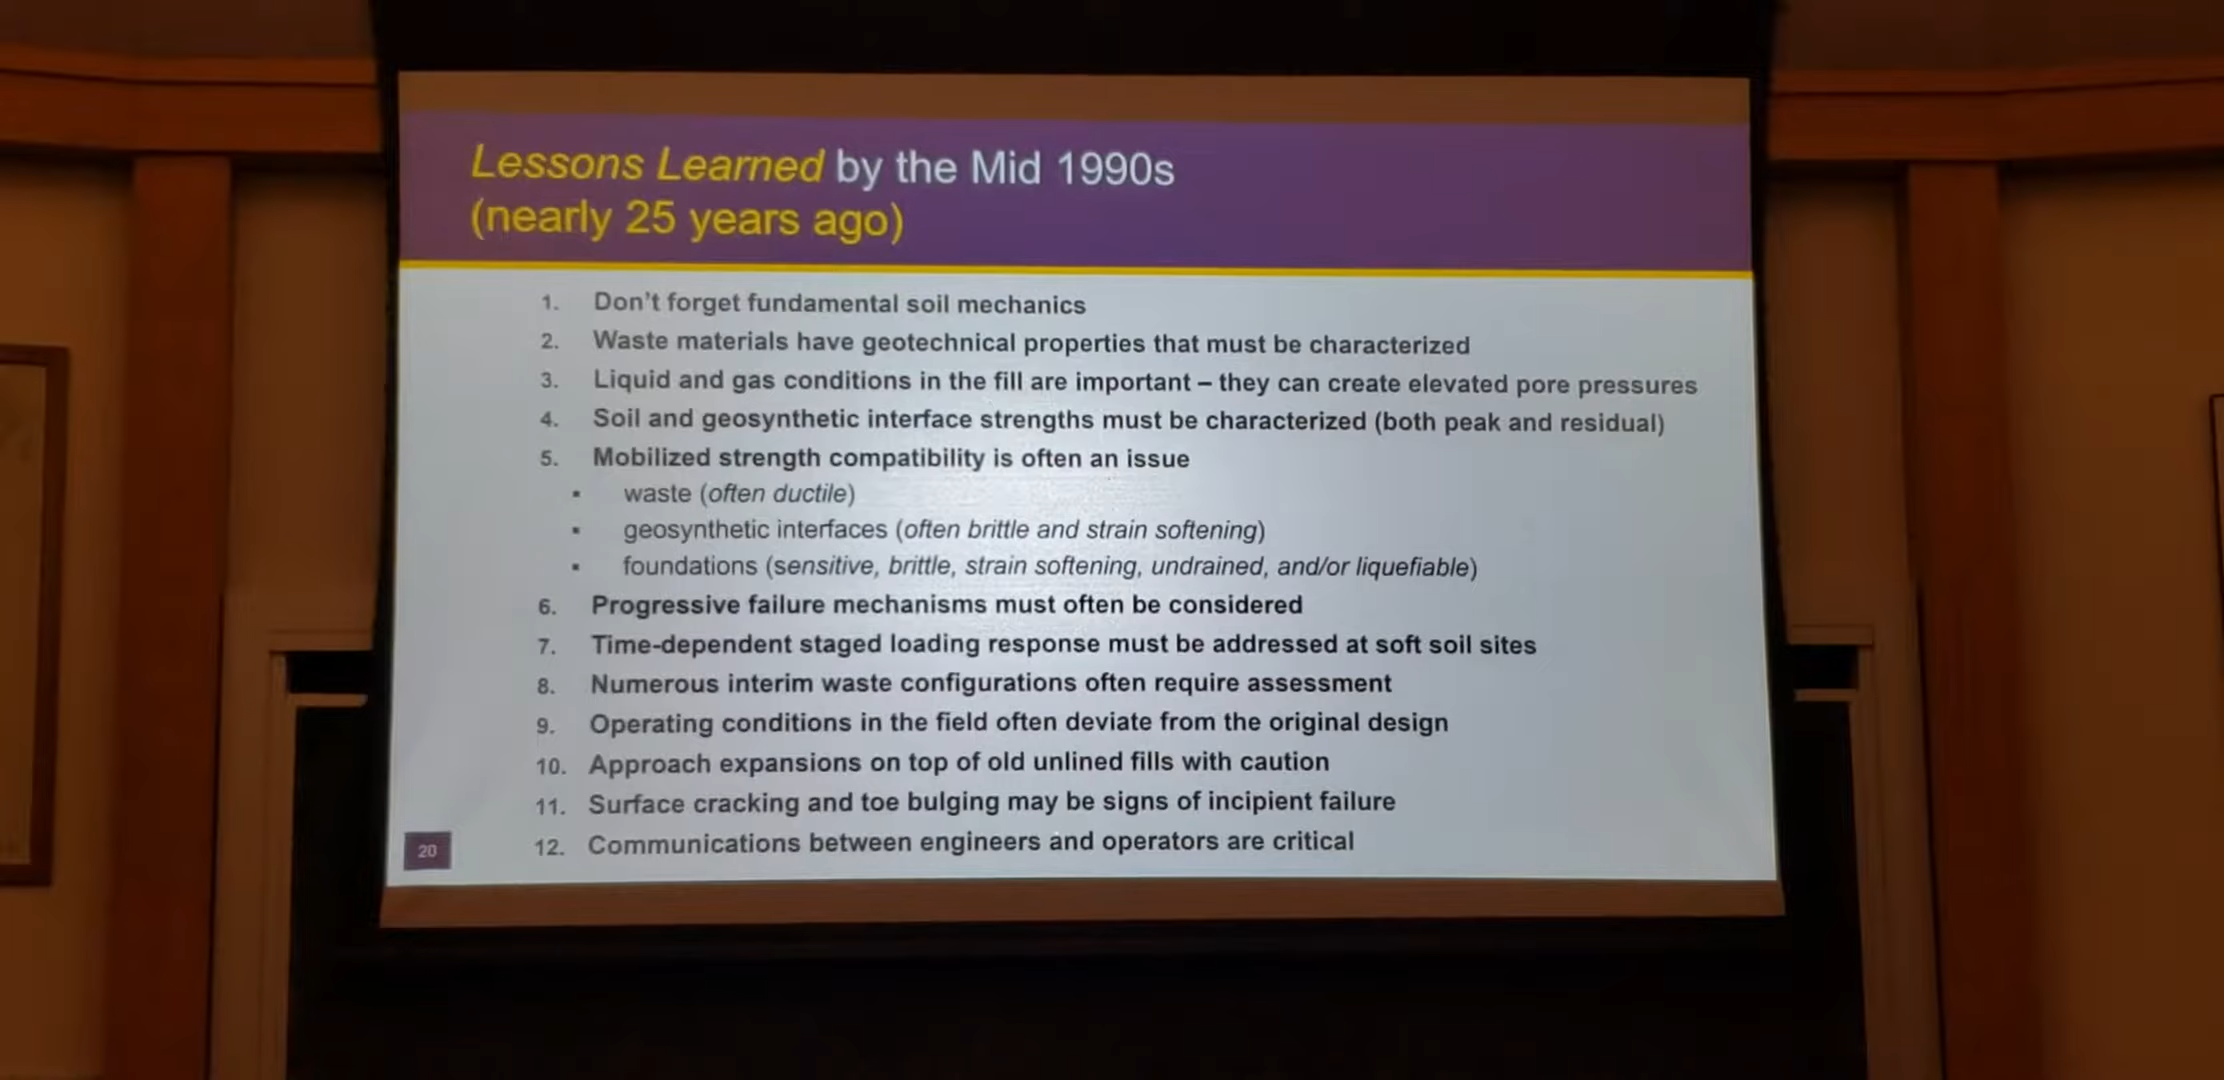 Lessons Learned by the Mid 1990s
(nearly 25 years ago)
1. Don't forget fundamental soil mechanics
2. Waste materials have geotechnical properties that must be characterized
3. Liquid and gas conditions in the fill are important – they can create elevated pore pressures
4. Soil and geosynthetic interface strengths must be characterized (both peak and residual)
5. Mobilized strength compatibility is often an issue
▪ waste (often ductile)
▪ geosynthetic interfaces (often brittle and strain softening)
▪ foundations (sensitive, brittle, strain softening, undrained, and/or liquefiable)
6. Progressive failure mechanisms must often be considered
7. Time-dependent staged loading response must be addressed at soft soil sites
8. Numerous interim waste configurations often require assessment
9. Operating conditions in the field often deviate from the original design
10. Approach expansions on top of old unlined fills with caution
11. Surface cracking and toe bulging may be signs of incipient failure
12. Communications between engineers and operators are critical
20